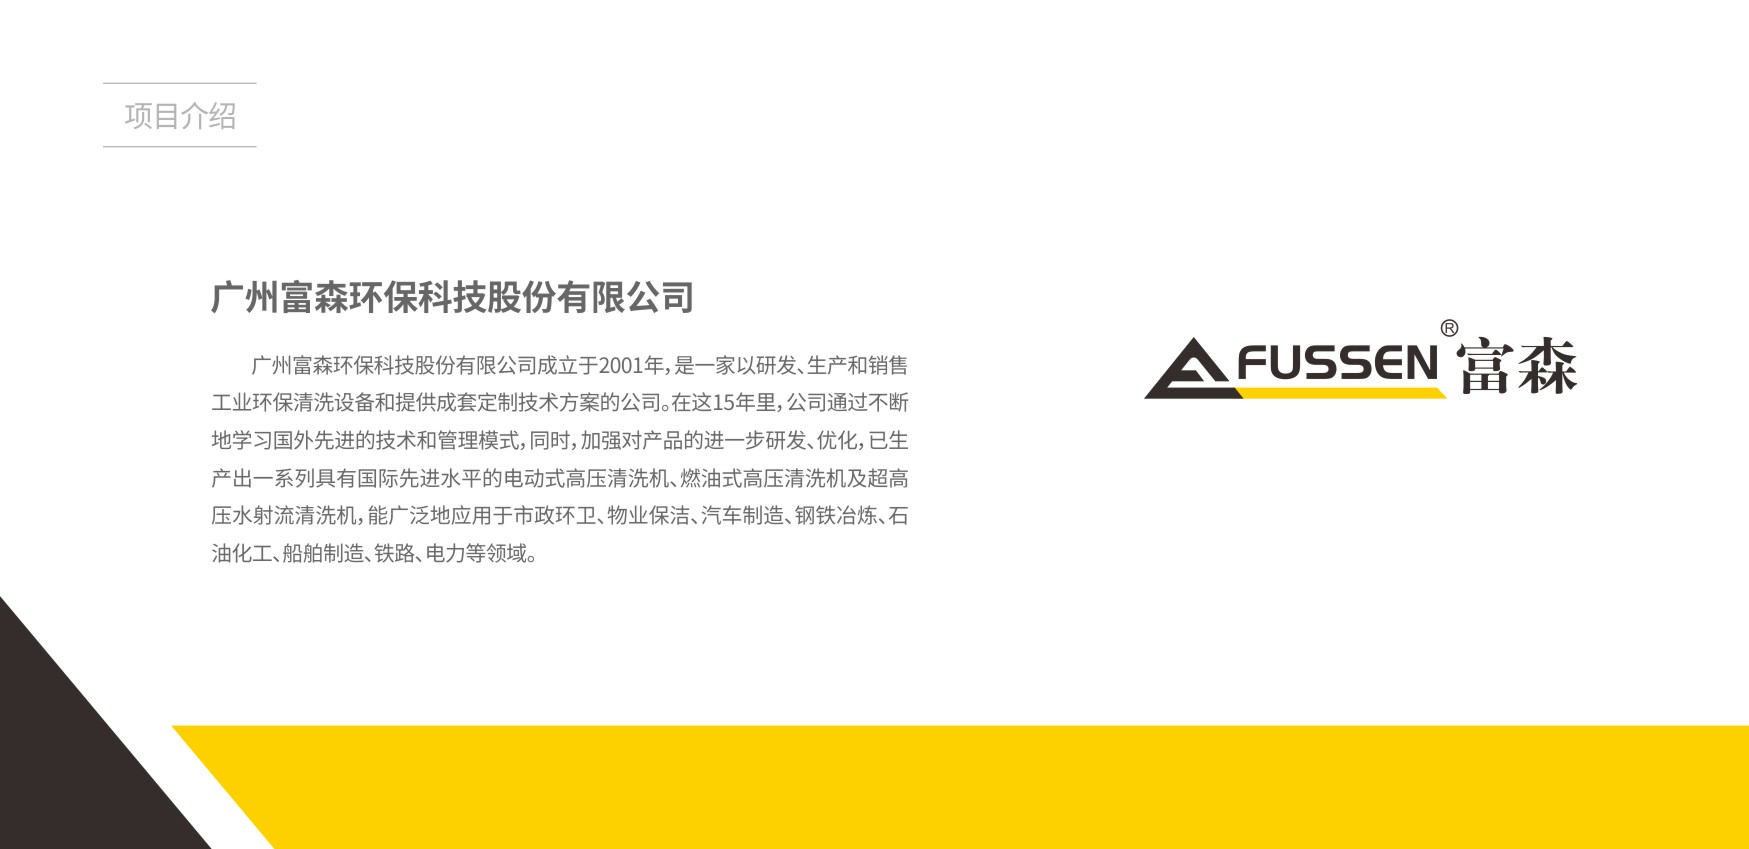 项目介绍
广州富森环保科技股份有限公司
广州富森环保科技股份有限公司成立于2001年，是一家以研发、生产和销售
工业环保清洗设备和提供成套定制技术方案的公司。在这15年里，公司通过不断
地学习国外先进的技术和管理模式，同时，加强对产品的进一步研发、优化，已生
产出一系列具有国际先进水平的电动式高压清洗机、燃油式高压清洗机及超高
压水射流清洗机，能广泛地应用于市政环卫、物业保洁、汽车制造、钢铁冶炼、石
油化工、船舶制造、铁路、电力等领域。
FUSSEN®富森